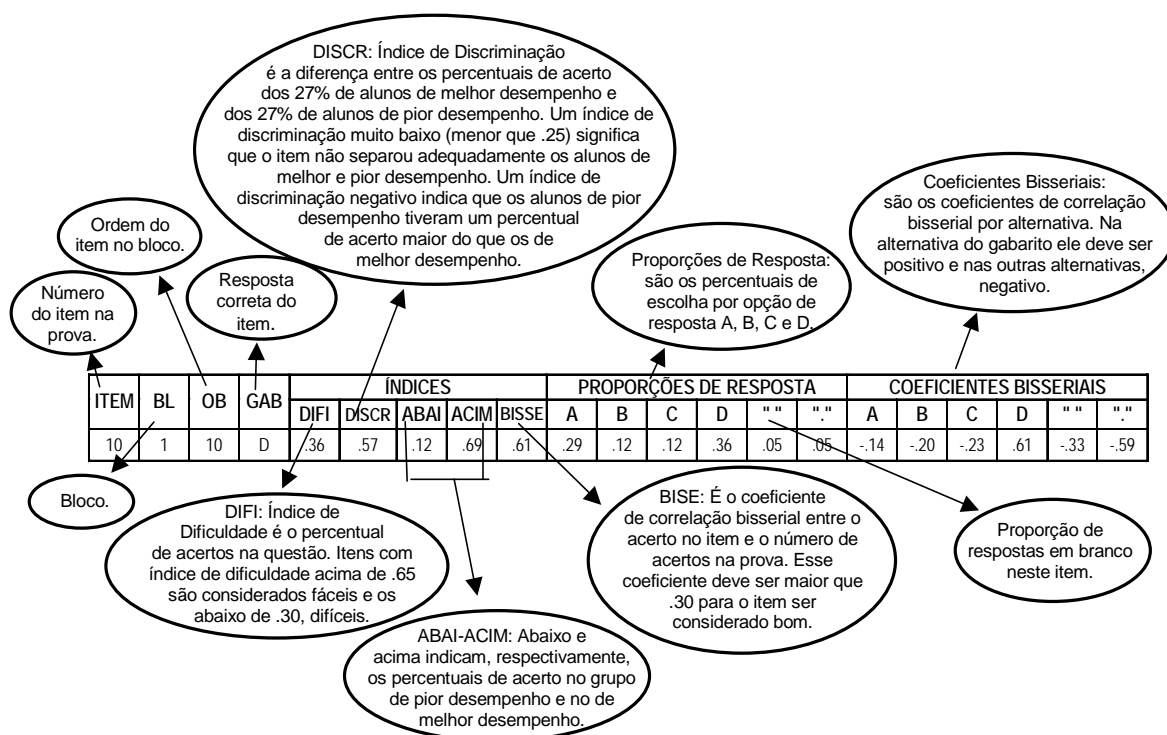 DISCR: Índice de Discriminação
é a diferença entre os percentuais de acerto
dos 27% de alunos de melhor desempenho e
dos 27% de alunos de pior desempenho. Um índice de
discriminação muito baixo (menor que .25) significa
que o item não separou adequadamente os alunos de
melhor e pior desempenho. Um índice de
discriminação negativo indica que os alunos de pior
desempenho tiveram um percentual
de acerto maior do que os de
melhor desempenho.
Coeficientes Bisseriais:
são os coeficientes de correlação
bisserial por alternativa. Na
alternativa do gabarito ele deve ser
positivo e nas outras alternativas,
negativo.
Ordem do
item no bloco.
Número
do item na
prova.
Resposta
correta do
item.
Proporções de Resposta:
são os percentuais de
escolha por opção de
resposta A, B, C e D.
ITEM BL OB GAB ÍNDICES PROPORÇÕES DE RESPOSTA COEFICIENTES BISSERIAIS
DIFI DISCR ABAI ACIM BISSE A B C D " " "." A B C D " " "."
10 1 10 D .36 .57 .12 .69 .61 .29 .12 .12 .36 .05 .05 -.14 -.20 -.23 .61 -.33 -.59
Bloco.
DIFI: Índice de
Dificuldade é o percentual
de acertos na questão. Itens com
índice de dificuldade acima de .65
são considerados fáceis e os
abaixo de .30, difíceis.
BISE: É o coeficiente
de correlação bisserial entre o
acerto no item e o número de
acertos na prova. Esse
coeficiente deve ser maior que
.30 para o item ser
considerado bom.
Proporção de
respostas em branco
neste item.
ABAI-ACIM: Abaixo e
acima indicam, respectivamente,
os percentuais de acerto no grupo
de pior desempenho e no de
melhor desempenho.